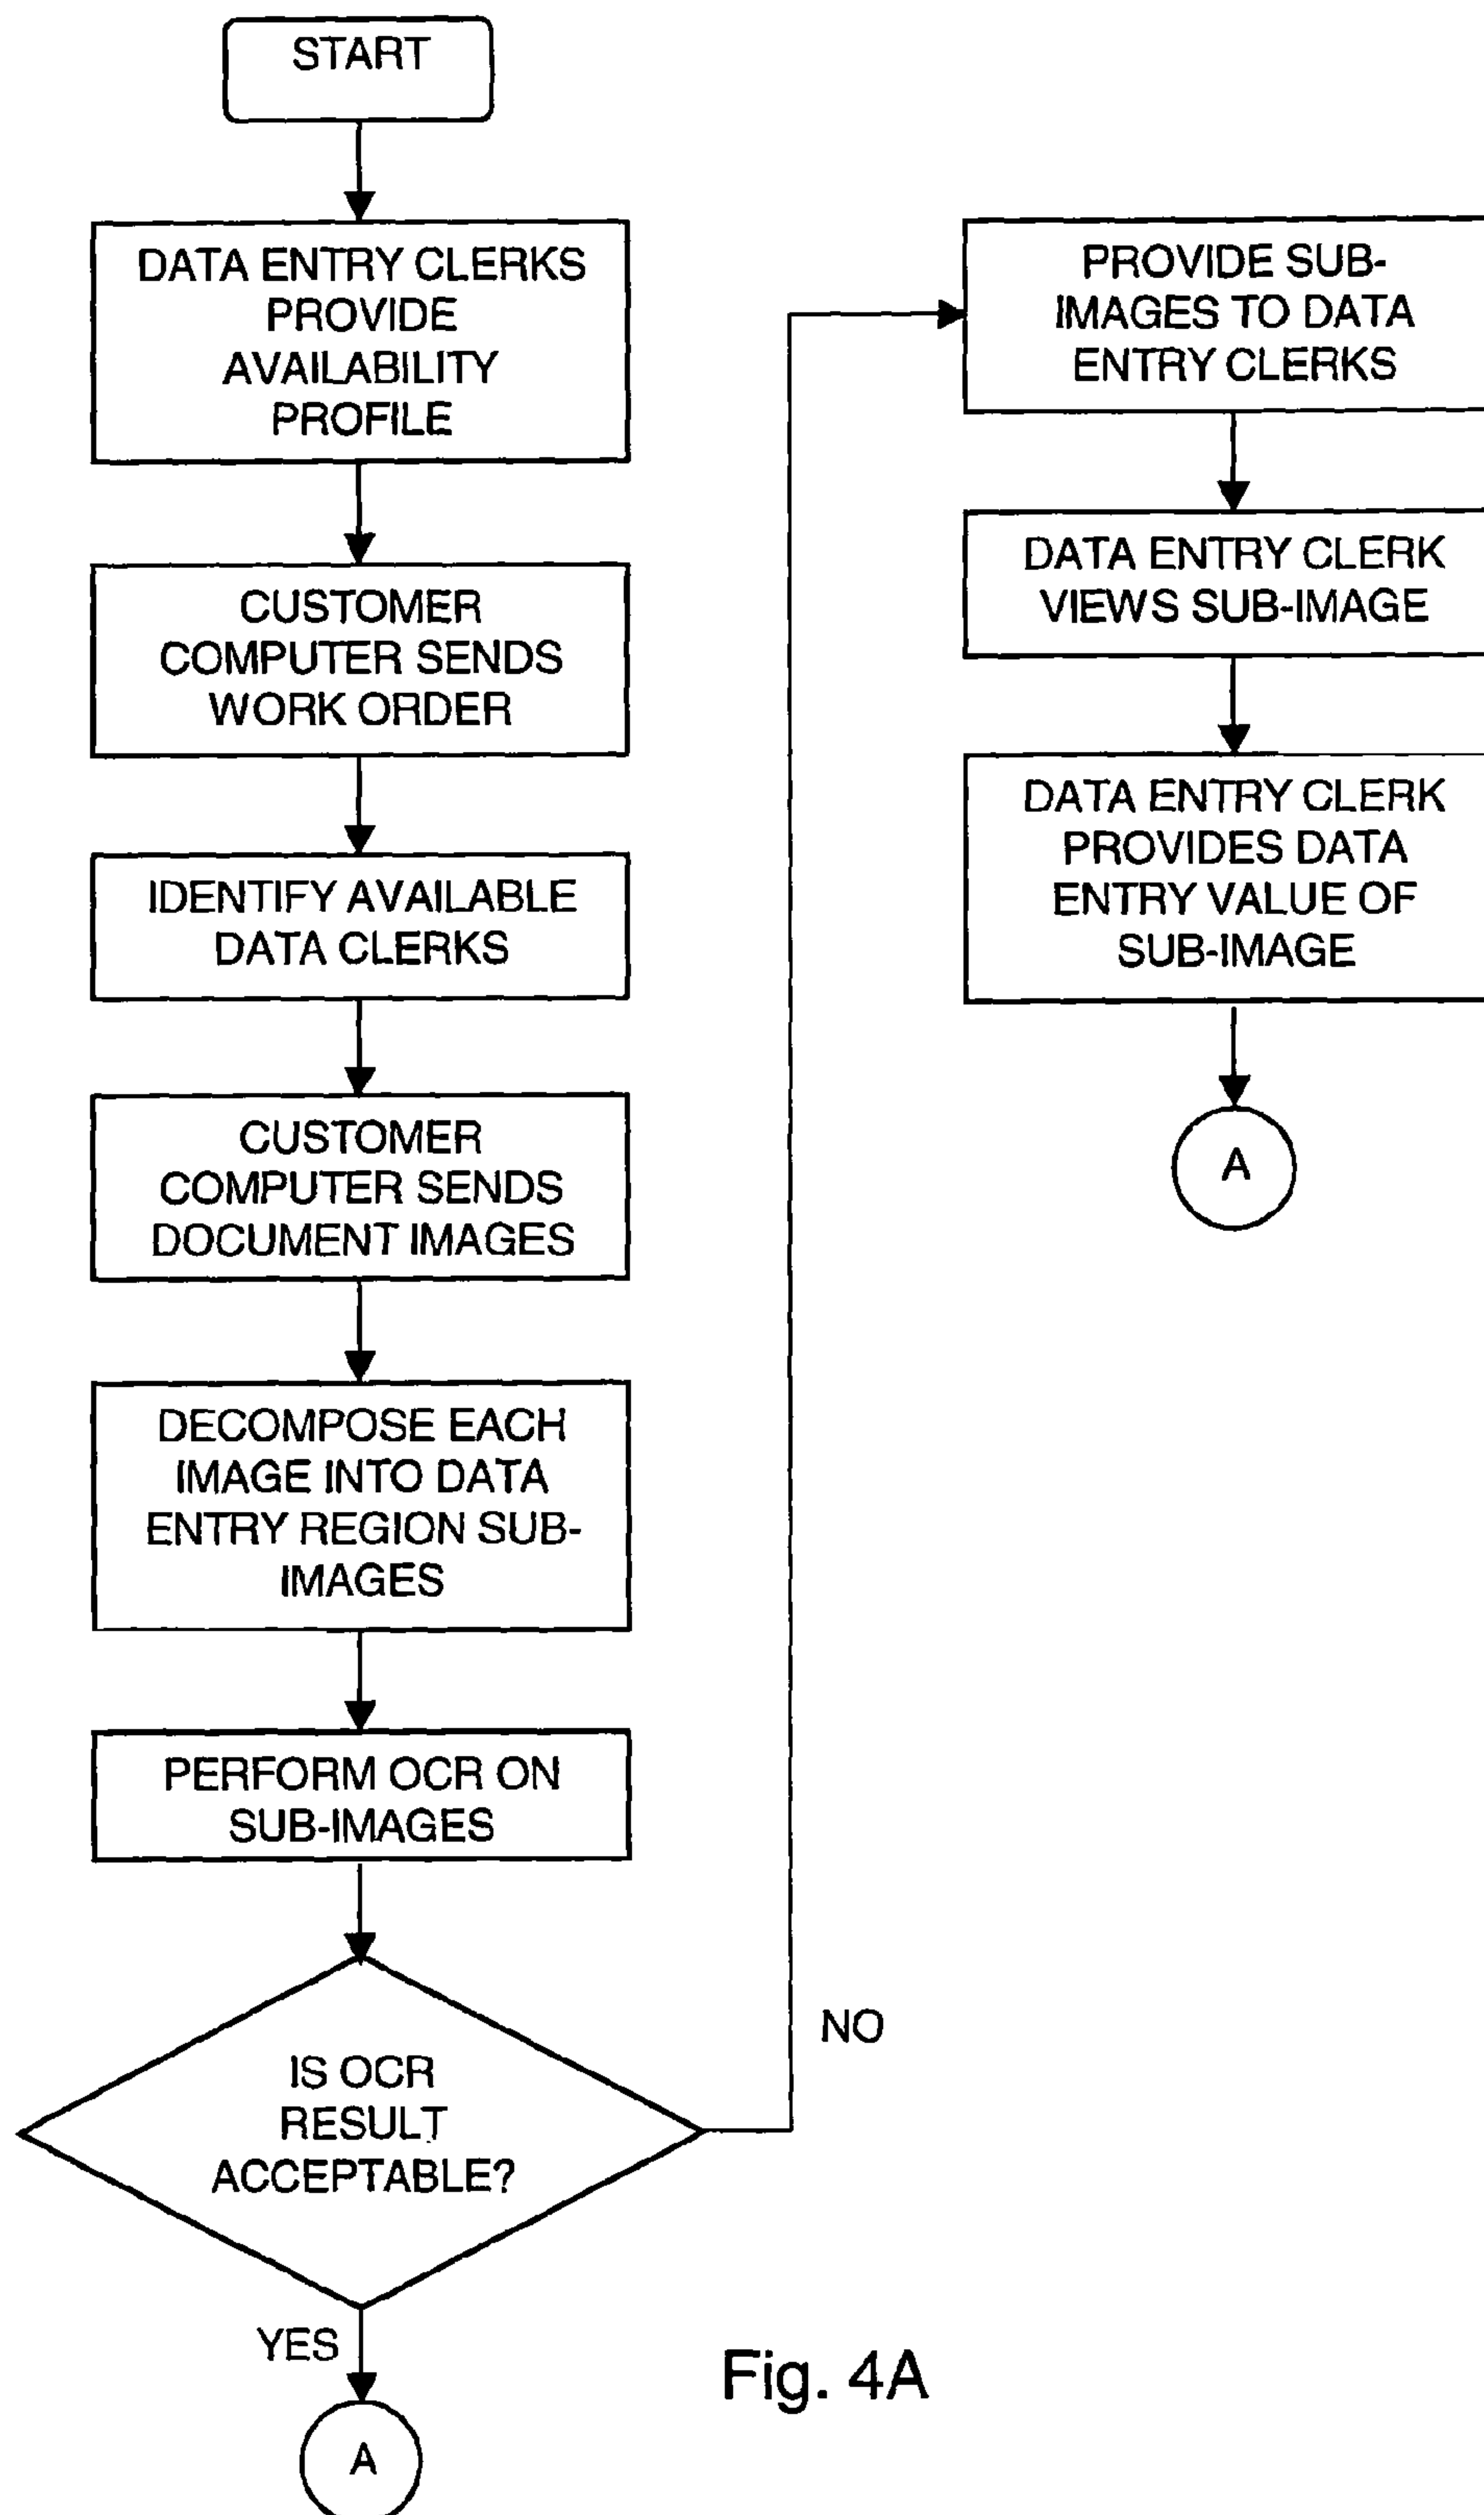 START
DATA ENTRY CLERKS
PROVIDE
AVAILABILITY
PROFILE
CUSTOMER
COMPUTER SENDS
WORK ORDER
IDENTIFY AVAILABLE
DATA CLERKS
CUSTOMER
COMPUTER SENDS
DOCUMENT IMAGES
DECOMPOSE EACH
IMAGE INTO DATA
ENTRY REGION SUB-
IMAGES
PERFORM OCR ON
SUB-IMAGES
IS OCR
RESULT
ACCEPTABLE?
YES
A
NO
PROVIDE SUB-
IMAGES TO DATA
ENTRY CLERKS
DATA ENTRY CLERK
VIEWS SUB-IMAGE
DATA ENTRY CLERK
PROVIDES DATA
ENTRY VALUE OF
SUB-IMAGE
A
Fig. 4A